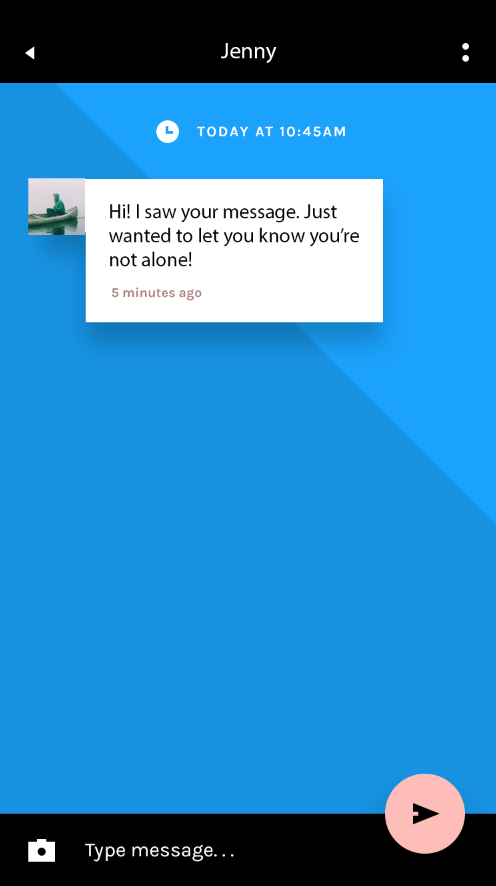 Jenny
TODAY AT 10:45AM
Hi! I saw your message. Just
wanted to let you know you’re
not alone!
5 minutes ago
Type message...